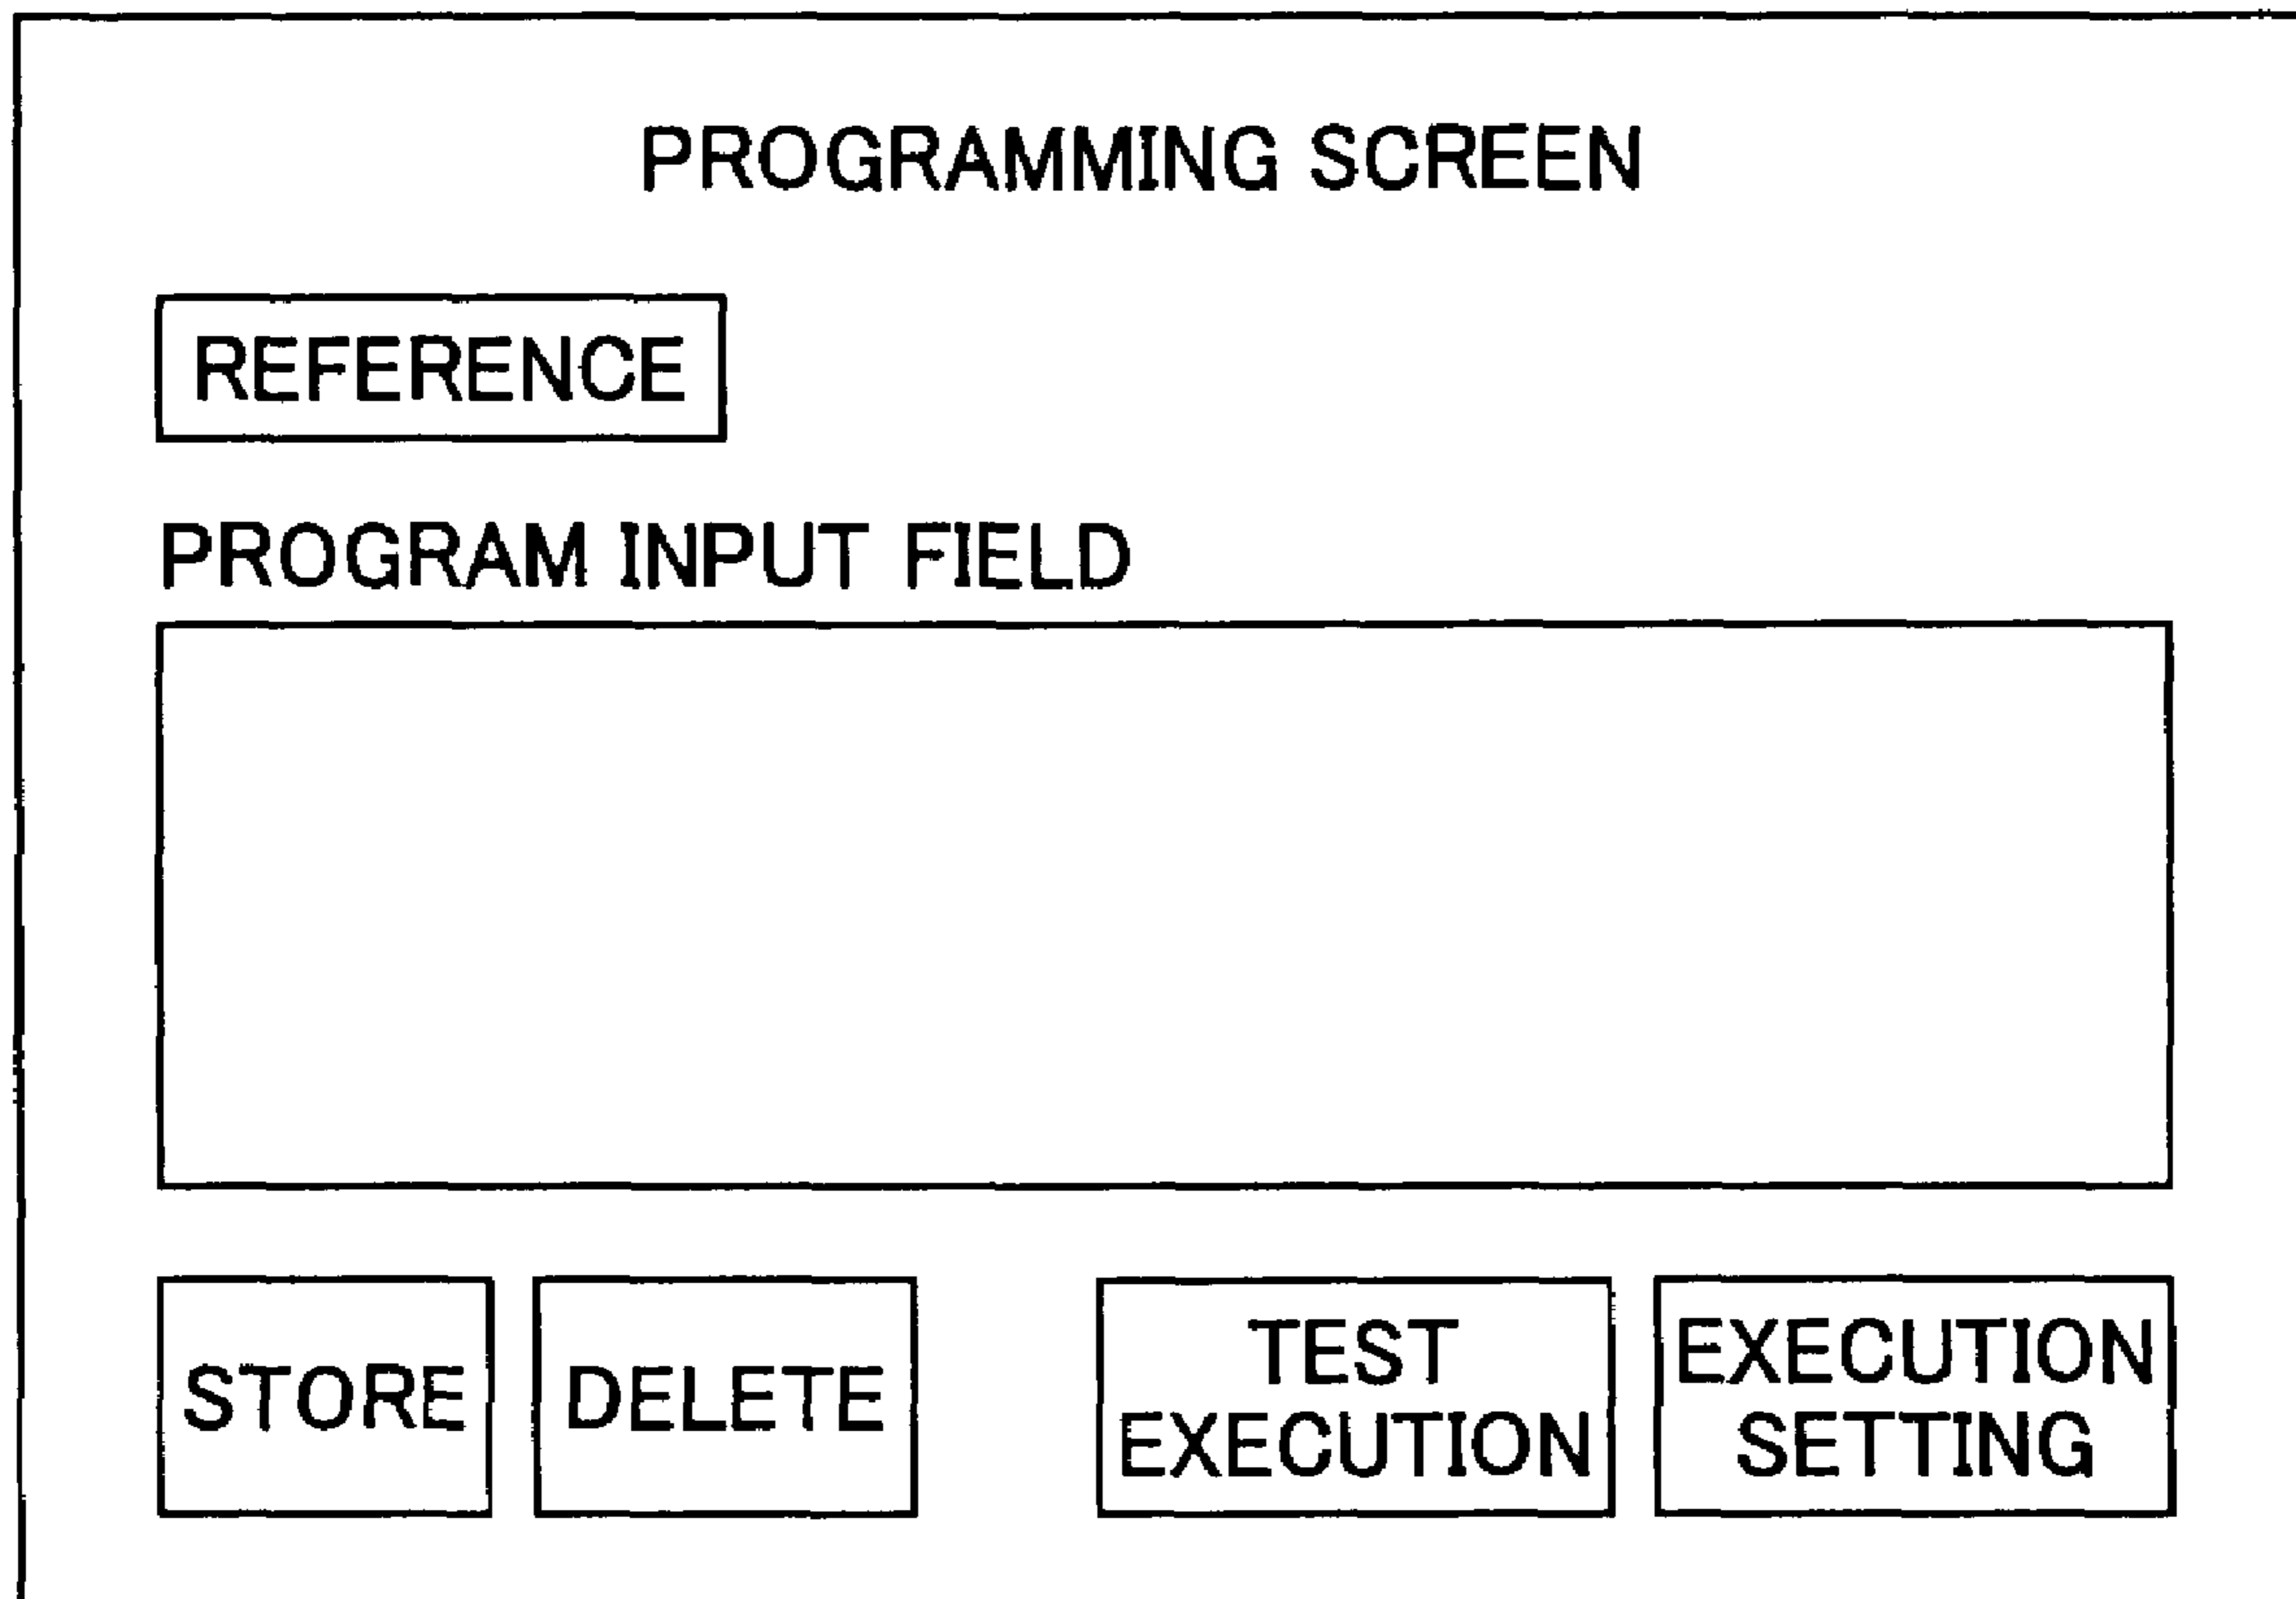 PROGRAMMING SCREEN
REFERENCE
PROGRAM INPUT FIELD
STORE
DELETE
TEST
EXECUTION
EXECUTION
SETTING